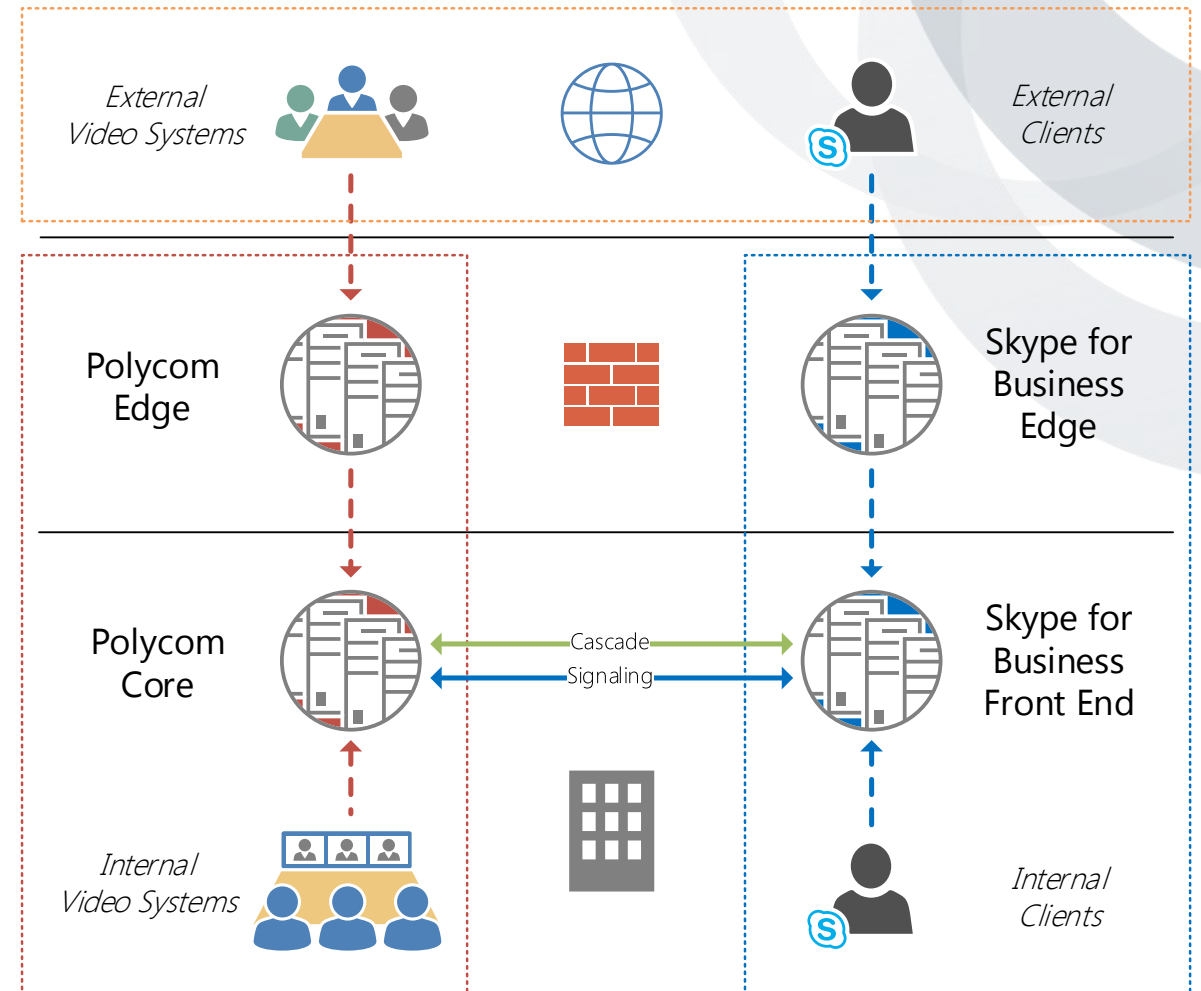 External
Video Systems
External
Clients
S
Polycom
Edge
Skype for
Business
Edge
Polycom
Core
Cascade
Signaling
Skype for
Business
Front End
Internal
Video Systems
Internal
Clients
S